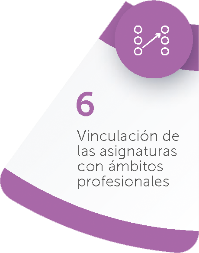 6
Vinculación de
las asignaturas
con ámbitos
profesionales